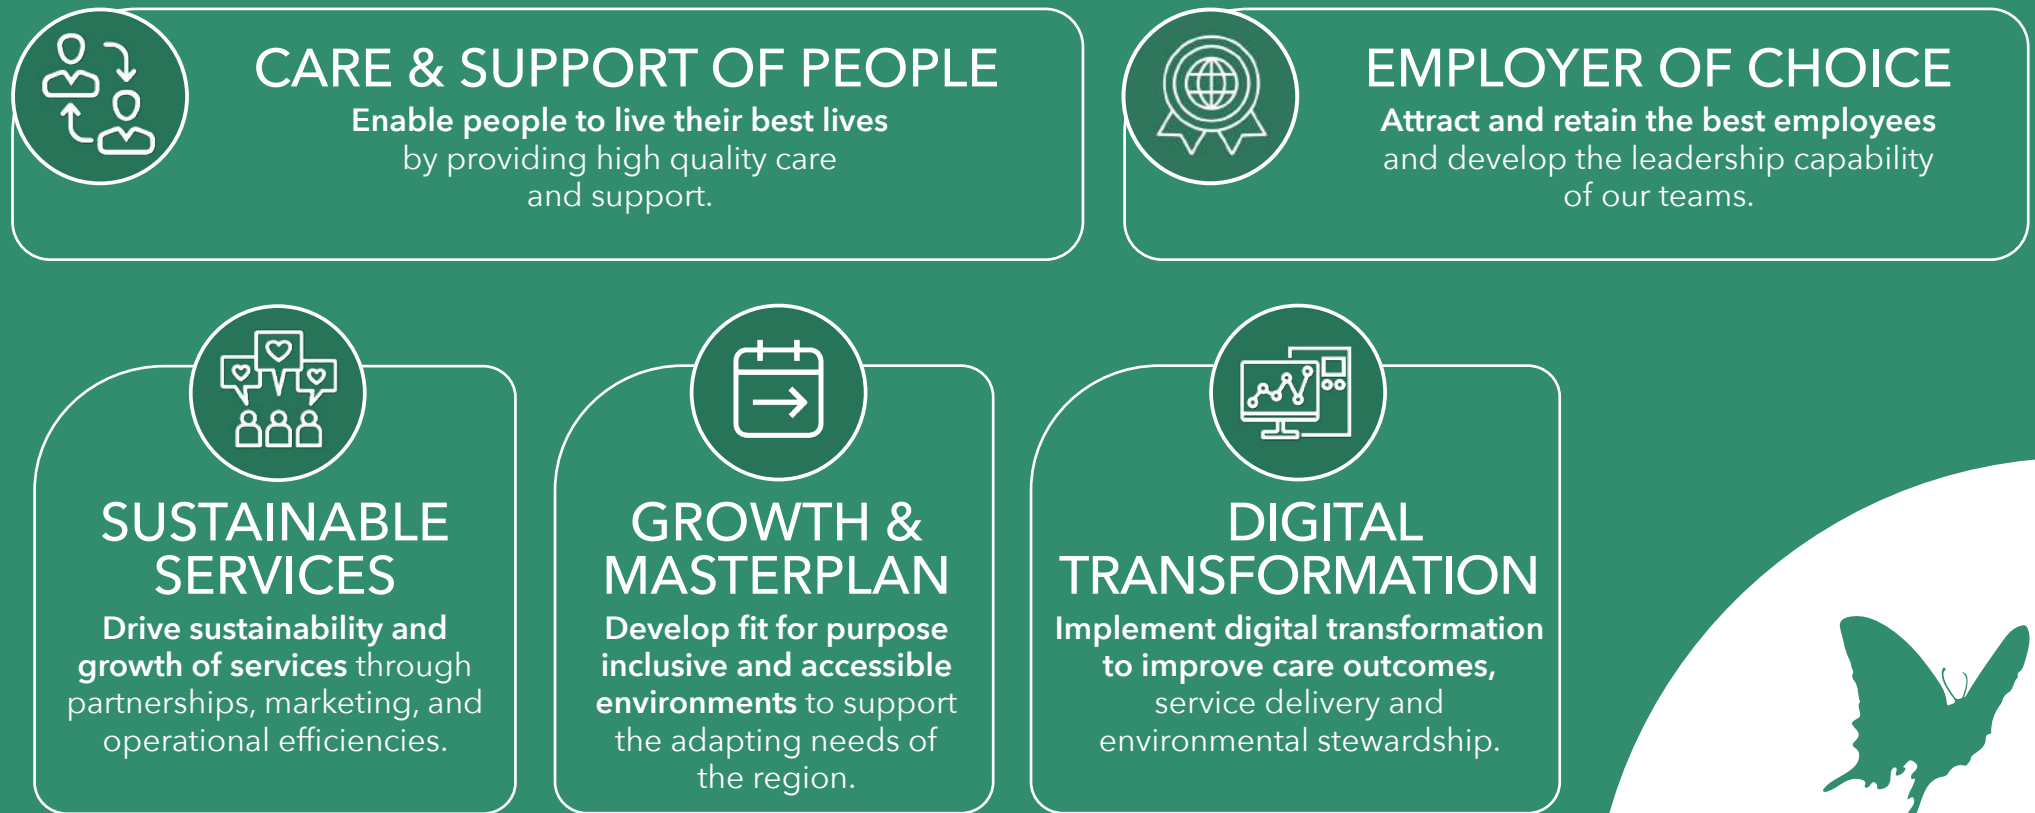 CARE & SUPPORT OF PEOPLE
Enable people to live their best lives
by providing high quality care
and support.
EMPLOYER OF CHOICE
Attract and retain the best employees
and develop the leadership capability
of our teams.
SUSTAINABLE
SERVICES
Drive sustainability and
growth of services through
partnerships, marketing, and
operational efficiencies.
GROWTH &
MASTERPLAN
Develop fit for purpose
inclusive and accessible
environments to support
the adapting needs of
the region.
DIGITAL
TRANSFORMATION
Implement digital transformation
to improve care outcomes,
service delivery and
environmental stewardship.